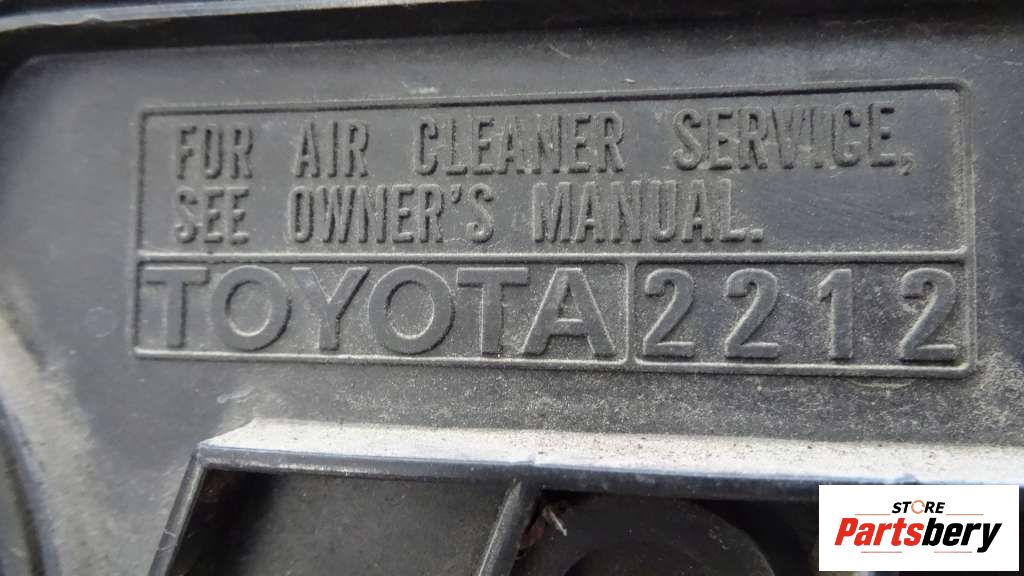 FOR AIR CLEANER SERVICE,
SEE OWNER'S MANUAL.
TOYOTA 2212
STORE
Partsbery